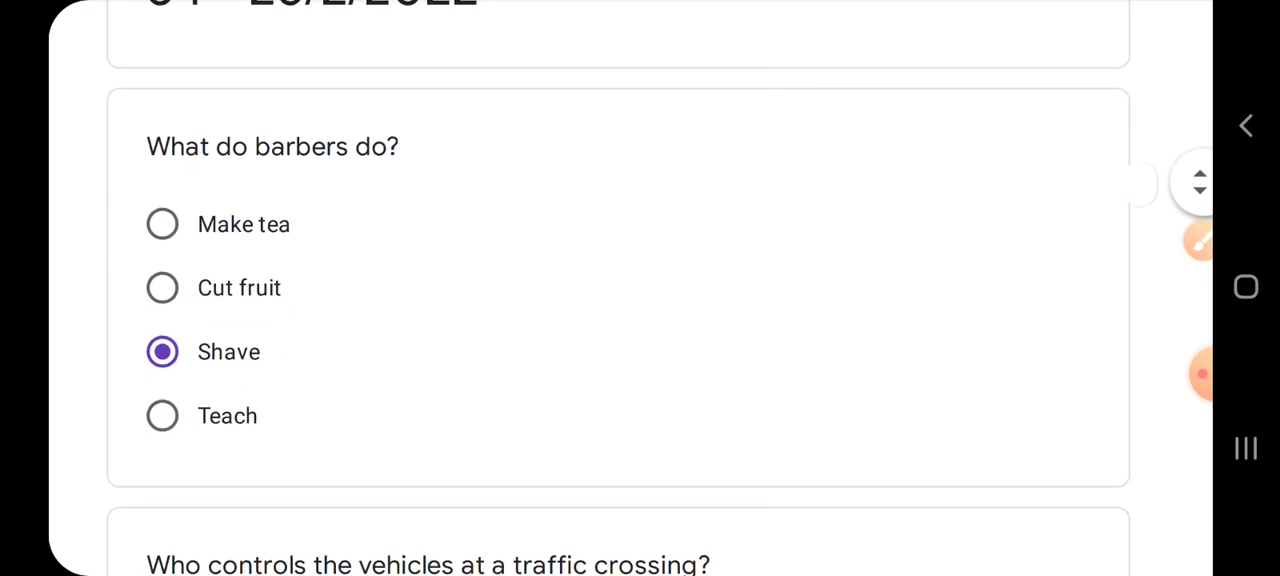 What do barbers do?
Make tea
Cut fruit
Shave
Teach
Who controls the vehicles at a traffic crossing?